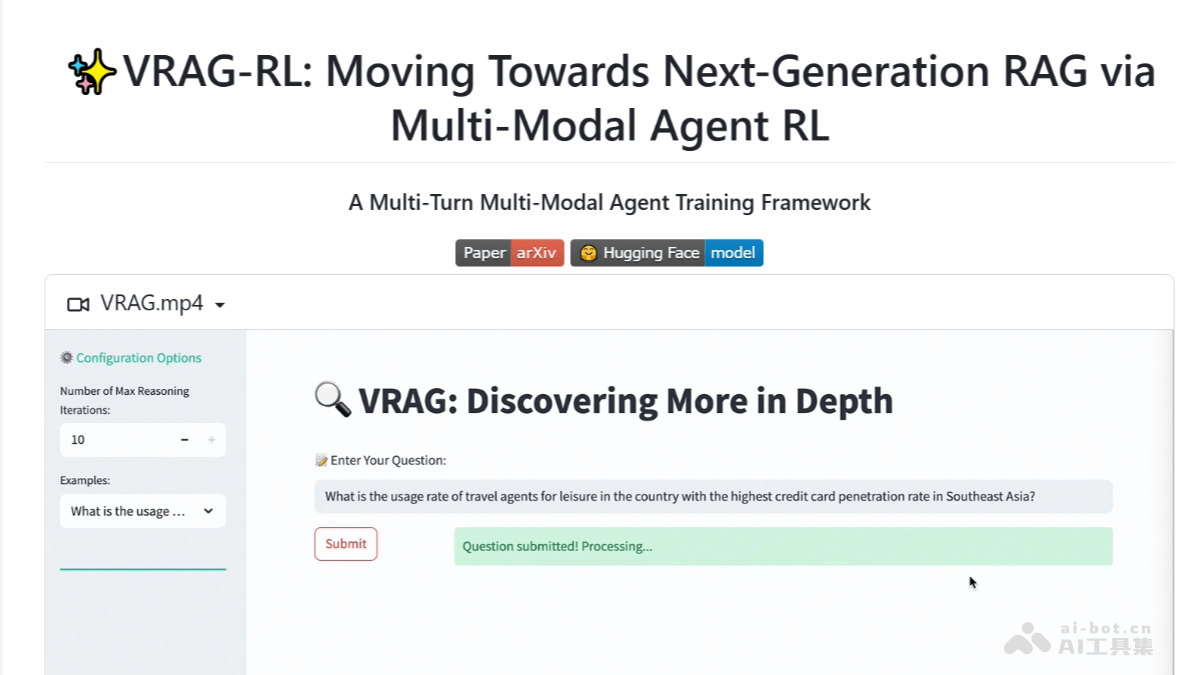 ✨VRAG-RL: Moving Towards Next-Generation RAG via
Multi-Modal Agent RL
A Multi-Turn Multi-Modal Agent Training Framework
Paper arXiv 🤗 Hugging Face model
VRAG.mp4
Configuration Options
Number of Max Reasoning
Iterations:
10 − +
Examples:
What is the usage ...
🔍 VRAG: Discovering More in Depth
📝 Enter Your Question:
What is the usage rate of travel agents for leisure in the country with the highest credit card penetration rate in Southeast Asia?
Submit
Question submitted! Processing...
ai-bot.cn
AI工具集